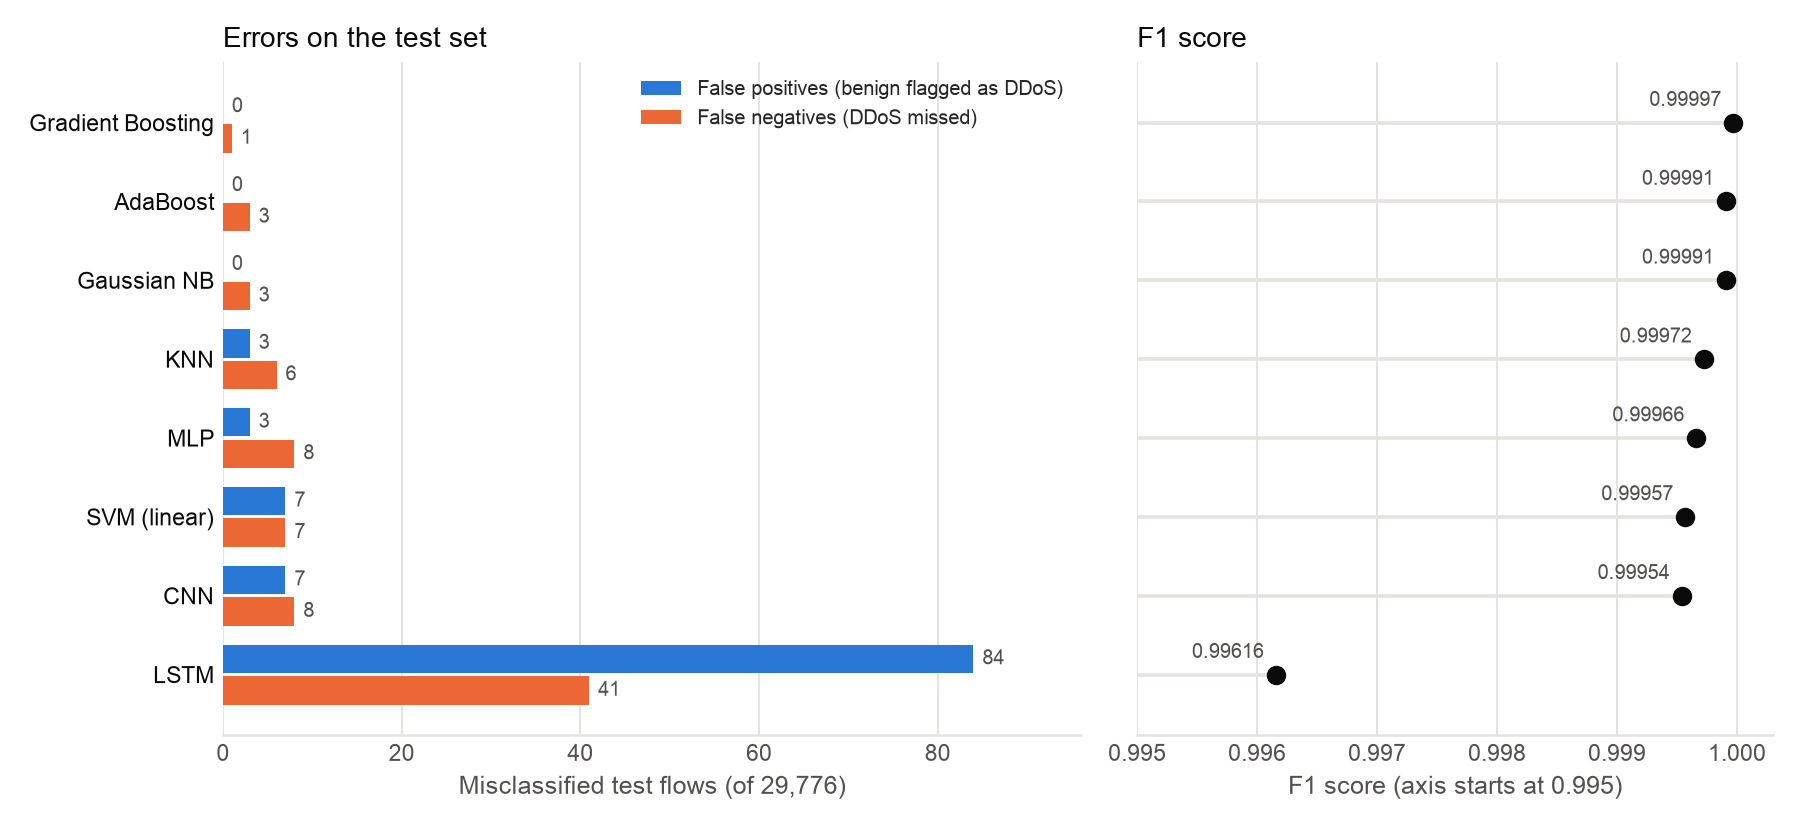 Errors on the test set
False positives (benign flagged as DDoS)
False negatives (DDoS missed)
Gradient Boosting
0
1
AdaBoost
0
3
Gaussian NB
0
3
KNN
3
6
MLP
3
8
SVM (linear)
7
7
CNN
7
8
LSTM
84
41
0 20 40 60 80
Misclassified test flows (of 29,776)
F1 score
0.99997
0.99991
0.99991
0.99972
0.99966
0.99957
0.99954
0.99616
0.995 0.996 0.997 0.998 0.999 1.000
F1 score (axis starts at 0.995)